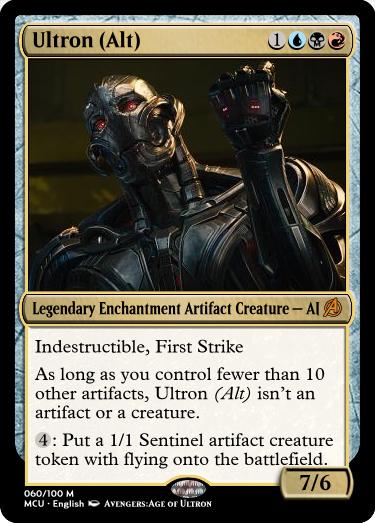 Ultron (Alt) 1
Legendary Enchantment Artifact Creature — AI
Indestructible, First Strike
As long as you control fewer than 10
other artifacts, Ultron (Alt) isn't an
artifact or a creature.
4: Put a 1/1 Sentinel artifact creature
token with flying onto the battlefield.
7/6
060/100 M
MCU • English Avengers:Age of Ultron